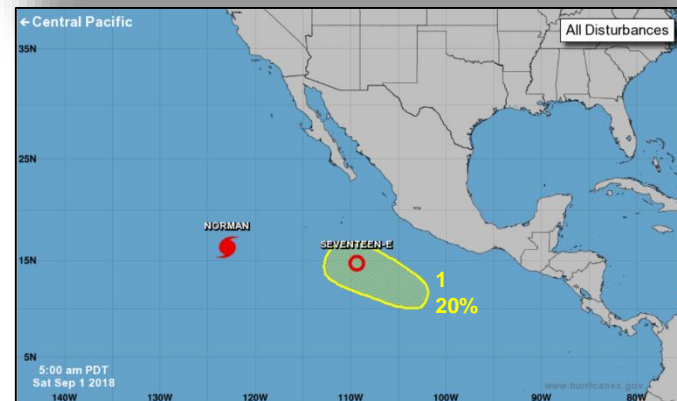 ←Central Pacific
All Disturbances
35N
25N
NORMAN
SEVENTEEN-E
15N
1
20%
5N
5:00 am PDT
Sat Sep 1 2018
www.hurricanes.gov
140W 130W 120W 110W 100W 90W 80W